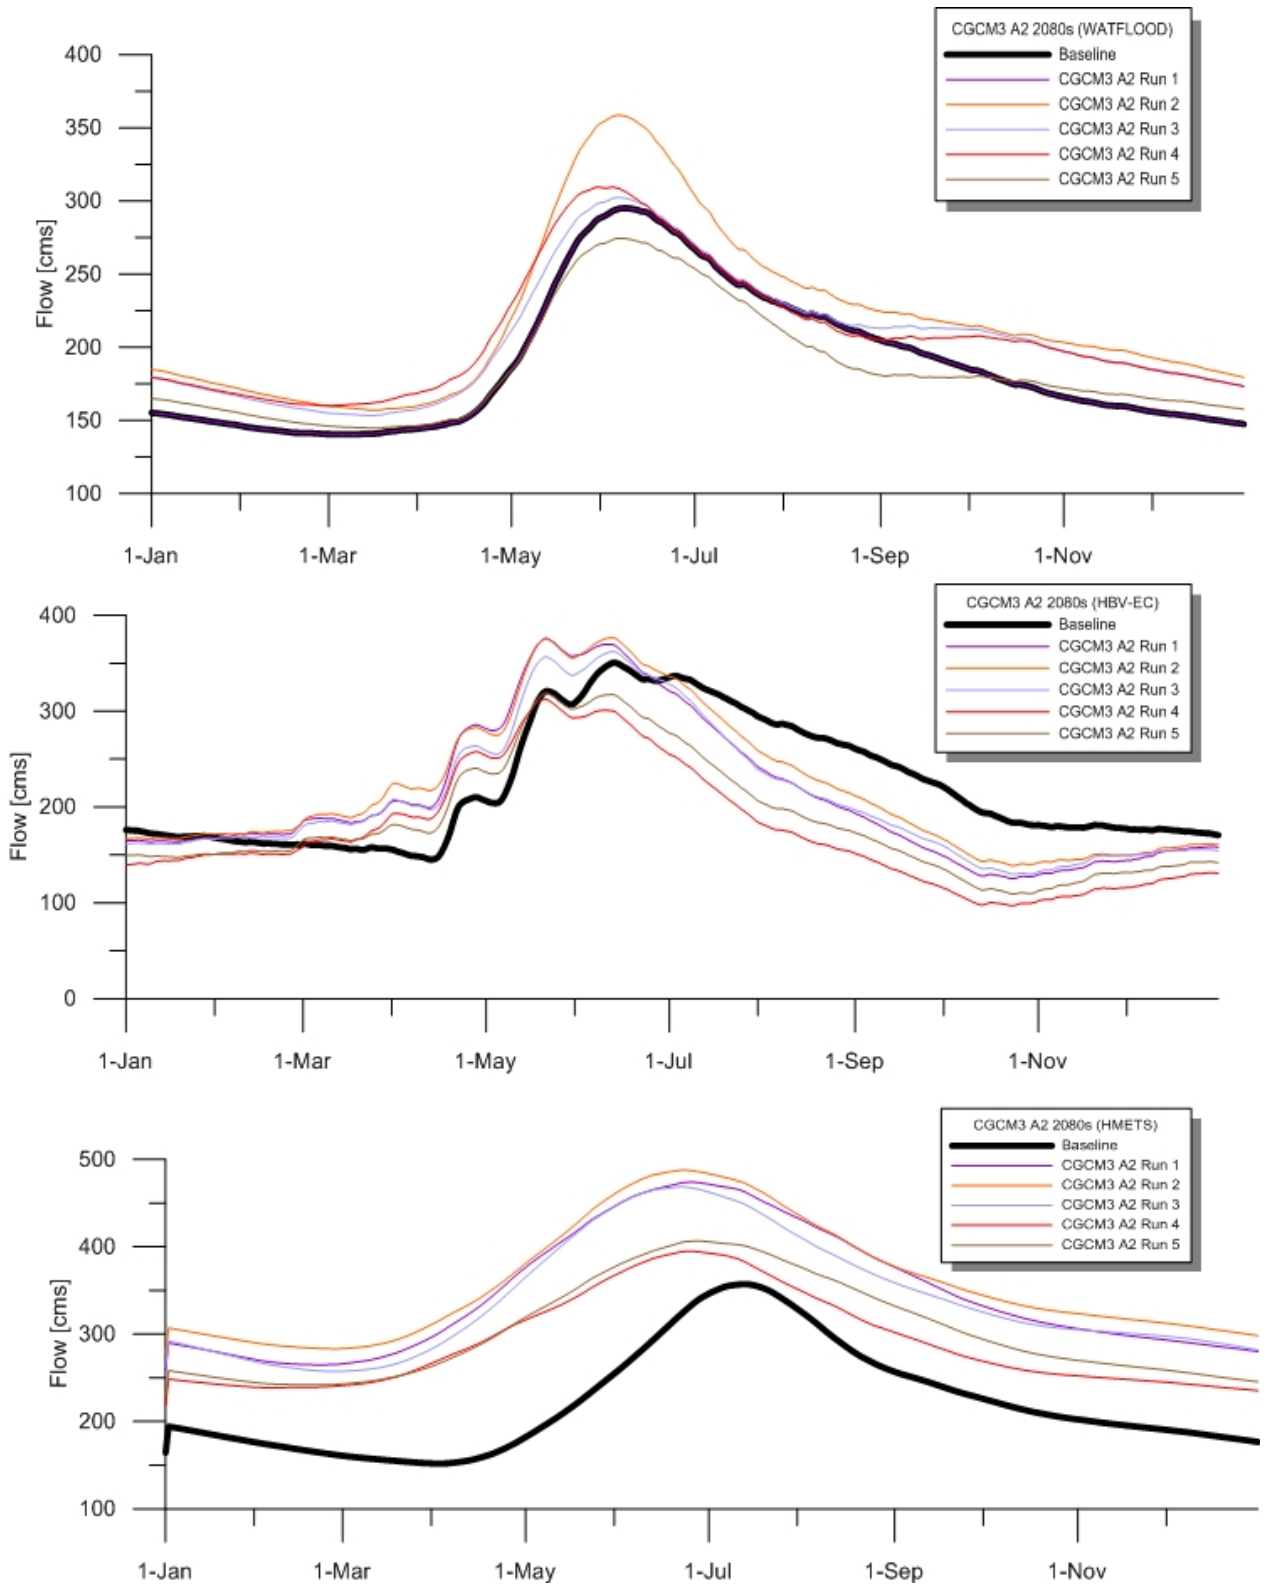 CGCM3 A2 2080s (WATFLOOD)
Baseline
CGCM3 A2 Run 1
CGCM3 A2 Run 2
CGCM3 A2 Run 3
CGCM3 A2 Run 4
CGCM3 A2 Run 5
400
350
300
250
200
150
100
Flow [cms]
1-Jan 1-Mar 1-May 1-Jul 1-Sep 1-Nov
CGCM3 A2 2080s (HBV-EC)
Baseline
CGCM3 A2 Run 1
CGCM3 A2 Run 2
CGCM3 A2 Run 3
CGCM3 A2 Run 4
CGCM3 A2 Run 5
400
300
200
100
0
Flow [cms]
1-Jan 1-Mar 1-May 1-Jul 1-Sep 1-Nov
CGCM3 A2 2080s (HMETS)
Baseline
CGCM3 A2 Run 1
CGCM3 A2 Run 2
CGCM3 A2 Run 3
CGCM3 A2 Run 4
CGCM3 A2 Run 5
500
400
300
200
100
Flow [cms]
1-Jan 1-Mar 1-May 1-Jul 1-Sep 1-Nov